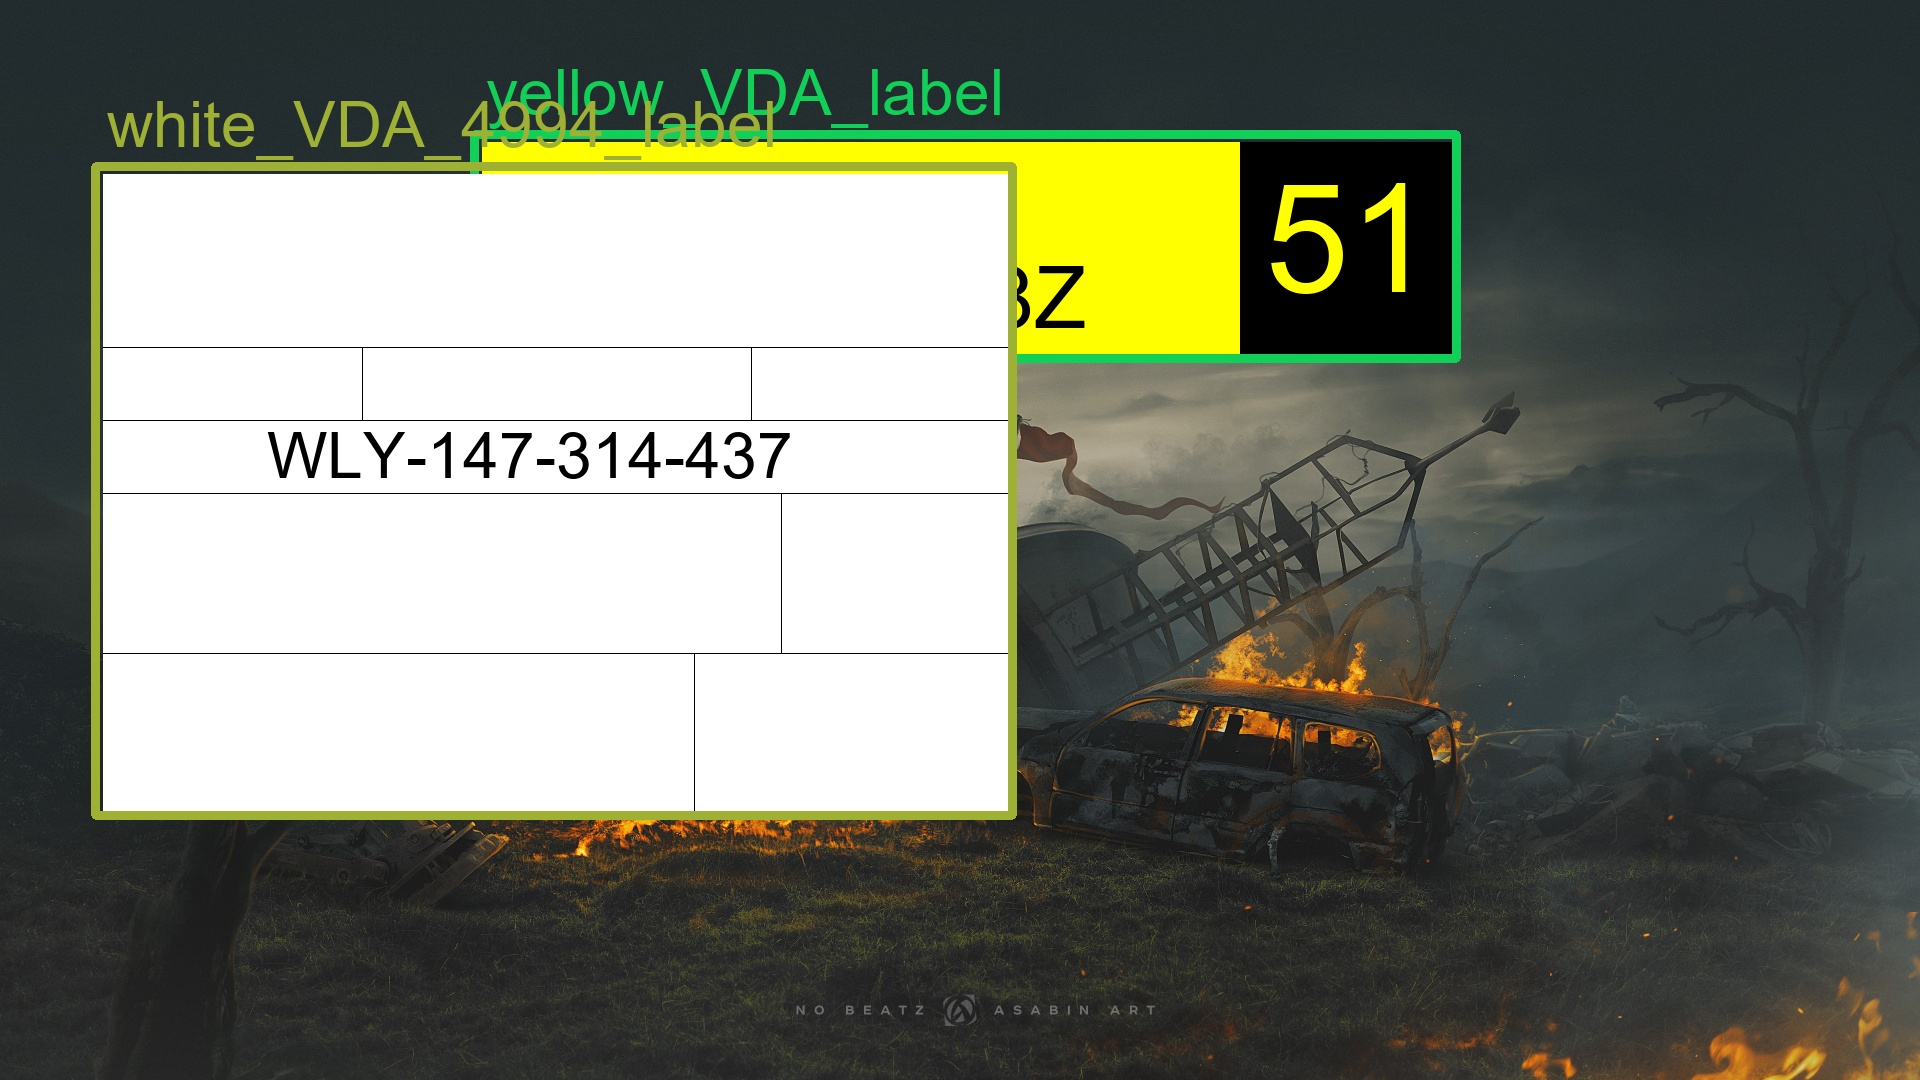 yellow_VDA_label
white_VDA_4994_label
51
WLY-147-314-437
NO BEATZ ASABIN ART